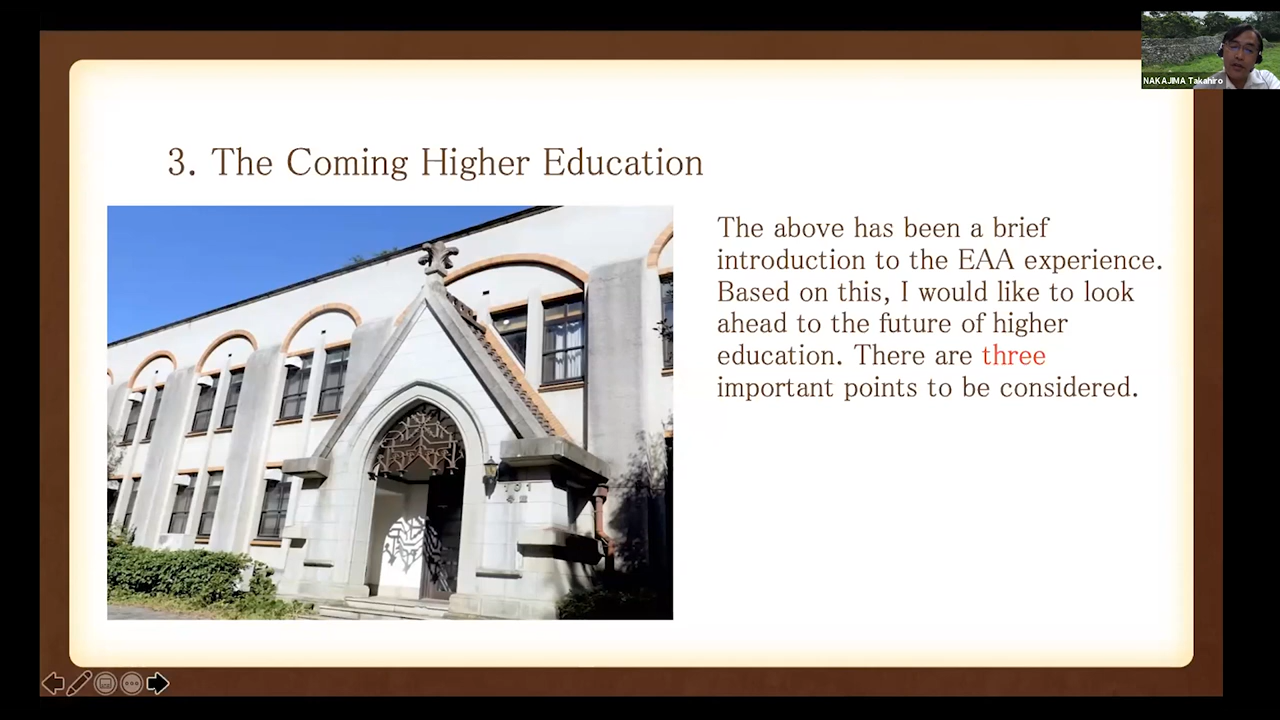 NAKAJIMA Takahiro
3. The Coming Higher Education
The above has been a brief
introduction to the EAA experience.
Based on this, I would like to look
ahead to the future of higher
education. There are three
important points to be considered.
101